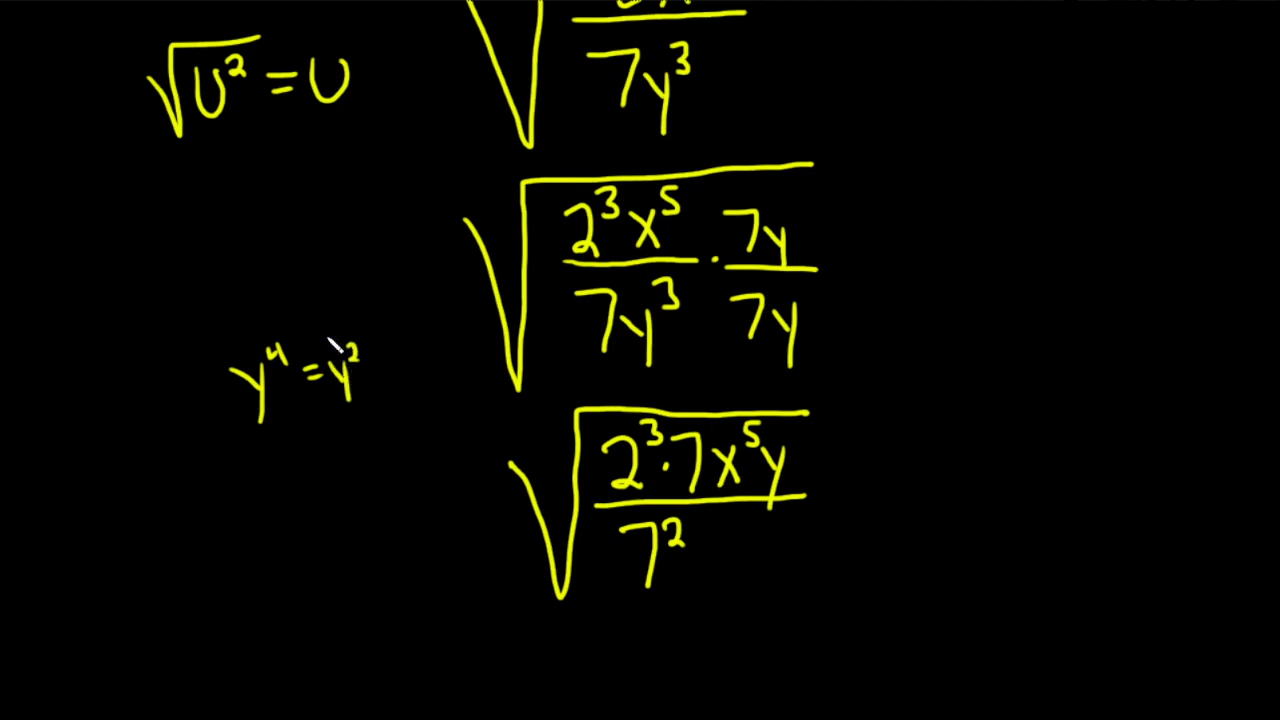 √U² = U
7y³
√(2³x⁵/7y³ · 7y/7y)
y⁴ = y²
√(2³·7x⁵y/7²)